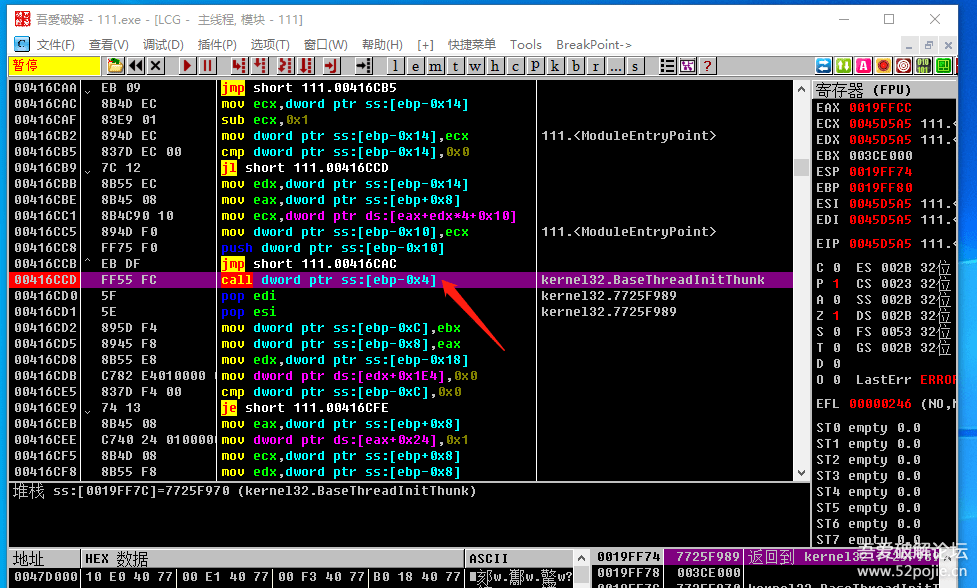 吾愛破解 - 111.exe - [LCG - 主线程, 模块 - 111]
C 文件(F) 查看(V) 调试(D) 插件(P) 选项(T) 窗口(W) 帮助(H) [+] 快捷菜单 Tools BreakPoint->
暂停 l e m t w h c P k b r ... s ?
00416CAA EB 09 jmp short 111.00416CB5
00416CAC 8B4D EC mov ecx,dword ptr ss:[ebp-0x14]
00416CAF 83E9 01 sub ecx,0x1
00416CB2 894D EC mov dword ptr ss:[ebp-0x14],ecx 111.<ModuleEntryPoint>
00416CB5 837D EC 00 cmp dword ptr ss:[ebp-0x14],0x0
00416CB9 7C 12 jl short 111.00416CCD
00416CBB 8B55 EC mov edx,dword ptr ss:[ebp-0x14]
00416CBE 8B45 08 mov eax,dword ptr ss:[ebp+0x8]
00416CC1 8B4C90 10 mov ecx,dword ptr ds:[eax+edx*4+0x10]
00416CC5 894D F0 mov dword ptr ss:[ebp-0x10],ecx 111.<ModuleEntryPoint>
00416CC8 FF75 F0 push dword ptr ss:[ebp-0x10]
00416CCB ^ EB DF jmp short 111.00416CAC
00416CCD FF55 FC call dword ptr ss:[ebp-0x4] kernel32.BaseThreadInitThunk
00416CD0 5F pop edi kernel32.7725F989
00416CD1 5E pop esi kernel32.7725F989
00416CD2 895D F4 mov dword ptr ss:[ebp-0xC],ebx
00416CD5 8945 F8 mov dword ptr ss:[ebp-0x8],eax
00416CD8 8B55 E8 mov edx,dword ptr ss:[ebp-0x18]
00416CDB C782 E4010000 mov dword ptr ds:[edx+0x1E4],0x0
00416CE5 837D F4 00 cmp dword ptr ss:[ebp-0xC],0x0
00416CE9 74 13 je short 111.00416CFE
00416CEB 8B45 08 mov eax,dword ptr ss:[ebp+0x8]
00416CEE C740 24 0100000 mov dword ptr ds:[eax+0x24],0x1
00416CF5 8B4D 08 mov ecx,dword ptr ss:[ebp+0x8]
00416CF8 8B55 F8 mov edx,dword ptr ss:[ebp-0x8]
堆栈 ss:[0019FF7C]=7725F970 (kernel32.BaseThreadInitThunk)
寄存器 (FPU)
EAX 0019FFCC
ECX 0045D5A5 111.<
EDX 0045D5A5 111.<
EBX 003CE000
ESP 0019FF74
EBP 0019FF80
ESI 0045D5A5 111.<
EDI 0045D5A5 111.<
EIP 0045D5A5 111.<
C 0 ES 002B 32位
P 1 CS 0023 32位
A 0 SS 002B 32位
Z 1 DS 002B 32位
S 0 FS 0053 32位
T 0 GS 002B 32位
D 0
O 0 LastErr ERROR
EFL 00000246 (NO,N
ST0 empty 0.0
ST1 empty 0.0
ST2 empty 0.0
ST3 empty 0.0
ST4 empty 0.0
ST5 empty 0.0
ST6 empty 0.0
ST7 empty 0.0
地址 HEX 数据 ASCII
0047D000 10 E0 40 77 00 E1 40 77 00 F3 40 77 B0 18 40 77
0019FF74 7725F989 返回到 kernel3
0019FF78 003CE000
吾爱破解论坛
www.52pojie.cn